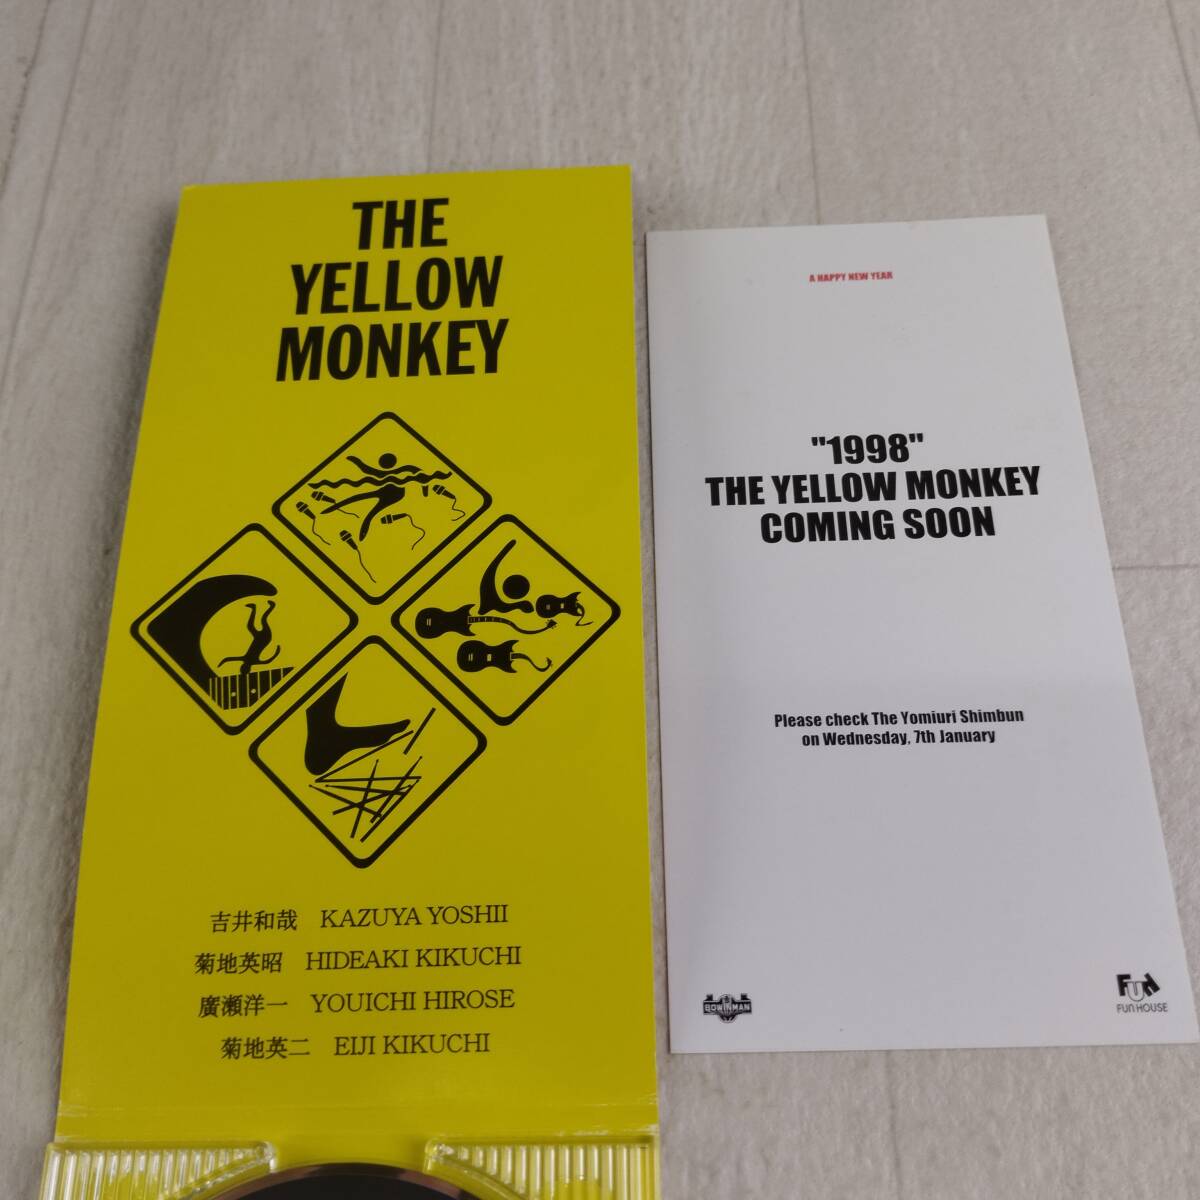 THE
YELLOW
MONKEY
吉井和哉 KAZUYA YOSHII
菊地英昭 HIDEAKI KIKUCHI
廣瀬洋一 YOUICHI HIROSE
菊地英二 EIJI KIKUCHI
A HAPPY NEW YEAR
"1998"
THE YELLOW MONKEY
COMING SOON
Please check The Yomiuri Shimbun
on Wednesday, 7th January
BOWINMAN
FUN
FUN HOUSE